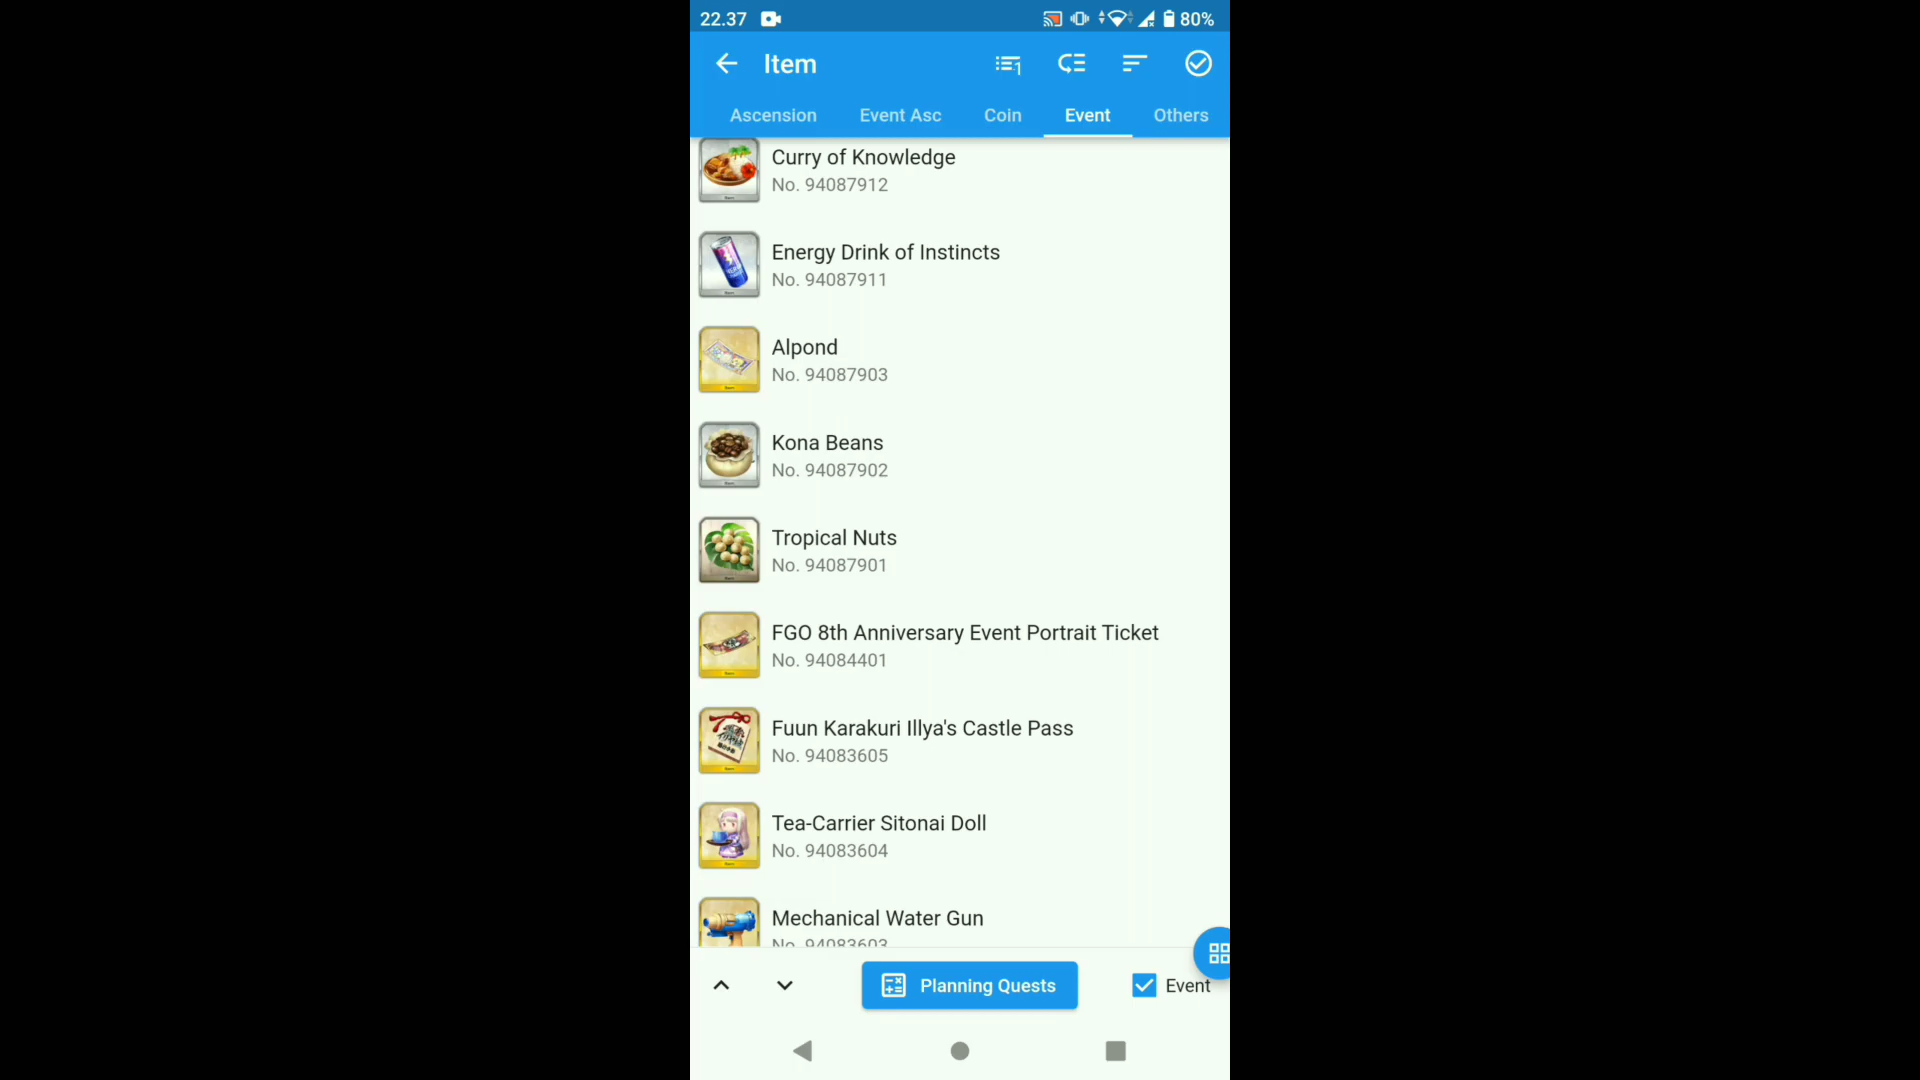 22.37
80%
Item
Ascension Event Asc Coin Event Others
Curry of Knowledge
No. 94087912
Energy Drink of Instincts
No. 94087911
Alpond
No. 94087903
Kona Beans
No. 94087902
Tropical Nuts
No. 94087901
FGO 8th Anniversary Event Portrait Ticket
No. 94084401
Fuun Karakuri Illya's Castle Pass
No. 94083605
Tea-Carrier Sitonai Doll
No. 94083604
Mechanical Water Gun
No. 94083603
Planning Quests
Event